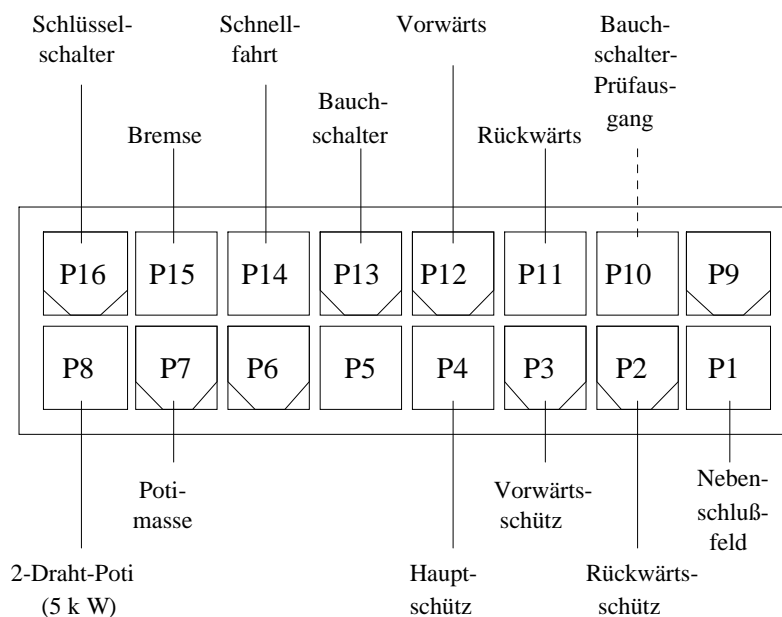 Schlüssel-
schalter
Schnell-
fahrt
Vorwärts
Bauch-
schalter-
Prüfaus-
gang
Bremse
Bauch-
schalter
Rückwärts
P16 P15 P14 P13 P12 P11 P10 P9
P8 P7 P6 P5 P4 P3 P2 P1
Poti-
masse
Vorwärts-
schütz
Neben-
schluß-
feld
2-Draht-Poti
(5 k W)
Haupt-
schütz
Rückwärts-
schütz